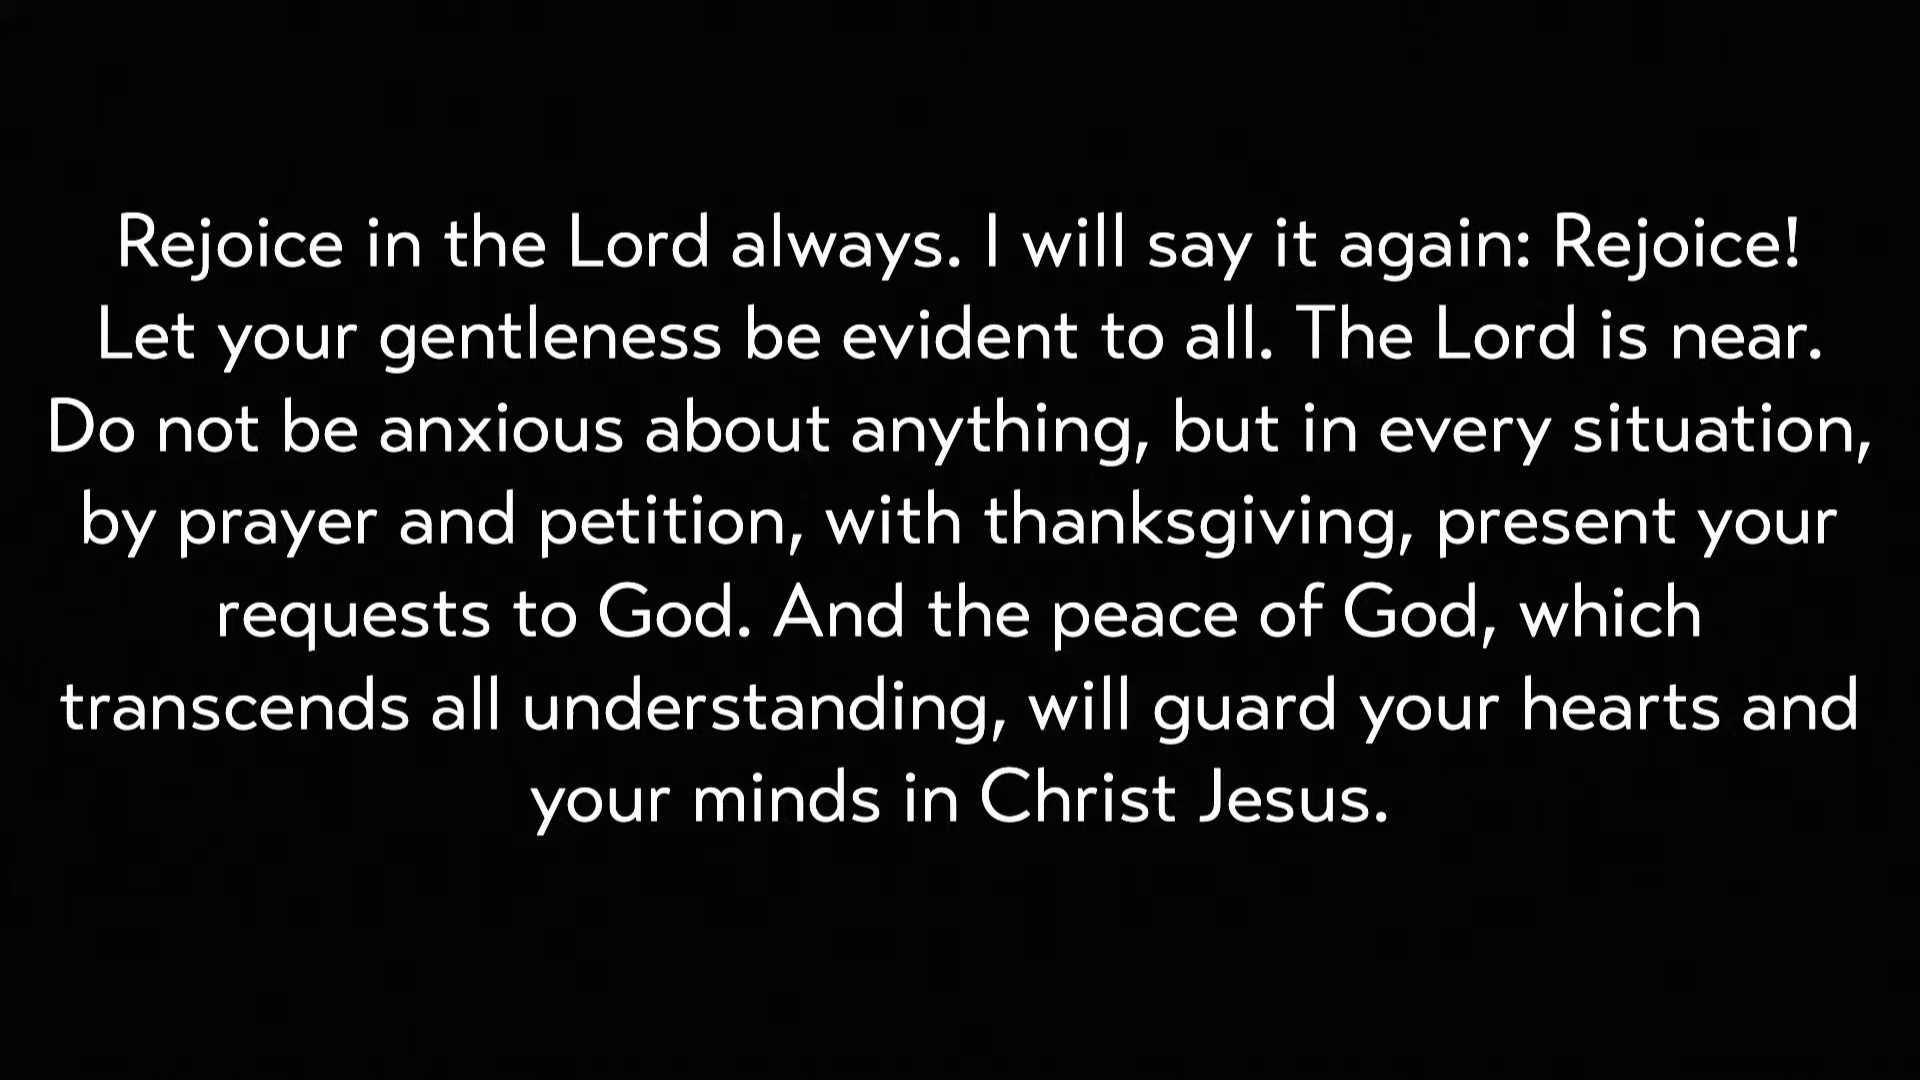 Rejoice in the Lord always. I will say it again: Rejoice!
Let your gentleness be evident to all. The Lord is near.
Do not be anxious about anything, but in every situation,
by prayer and petition, with thanksgiving, present your
requests to God. And the peace of God, which
transcends all understanding, will guard your hearts and
your minds in Christ Jesus.